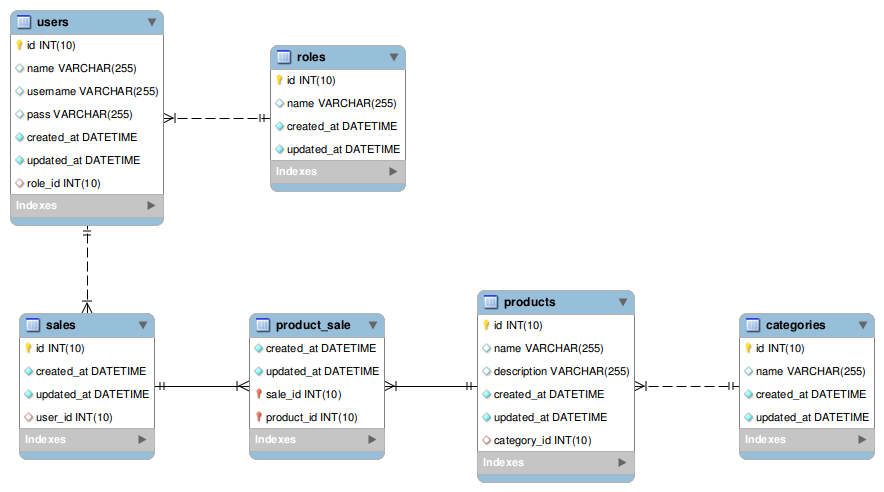 users
id INT(10)
name VARCHAR(255)
username VARCHAR(255)
pass VARCHAR(255)
created_at DATETIME
updated_at DATETIME
role_id INT(10)
Indexes
roles
id INT(10)
name VARCHAR(255)
created_at DATETIME
updated_at DATETIME
Indexes
sales
id INT(10)
created_at DATETIME
updated_at DATETIME
user_id INT(10)
Indexes
product_sale
created_at DATETIME
updated_at DATETIME
sale_id INT(10)
product_id INT(10)
Indexes
products
id INT(10)
name VARCHAR(255)
description VARCHAR(255)
created_at DATETIME
updated_at DATETIME
category_id INT(10)
Indexes
categories
id INT(10)
name VARCHAR(255)
created_at DATETIME
updated_at DATETIME
Indexes